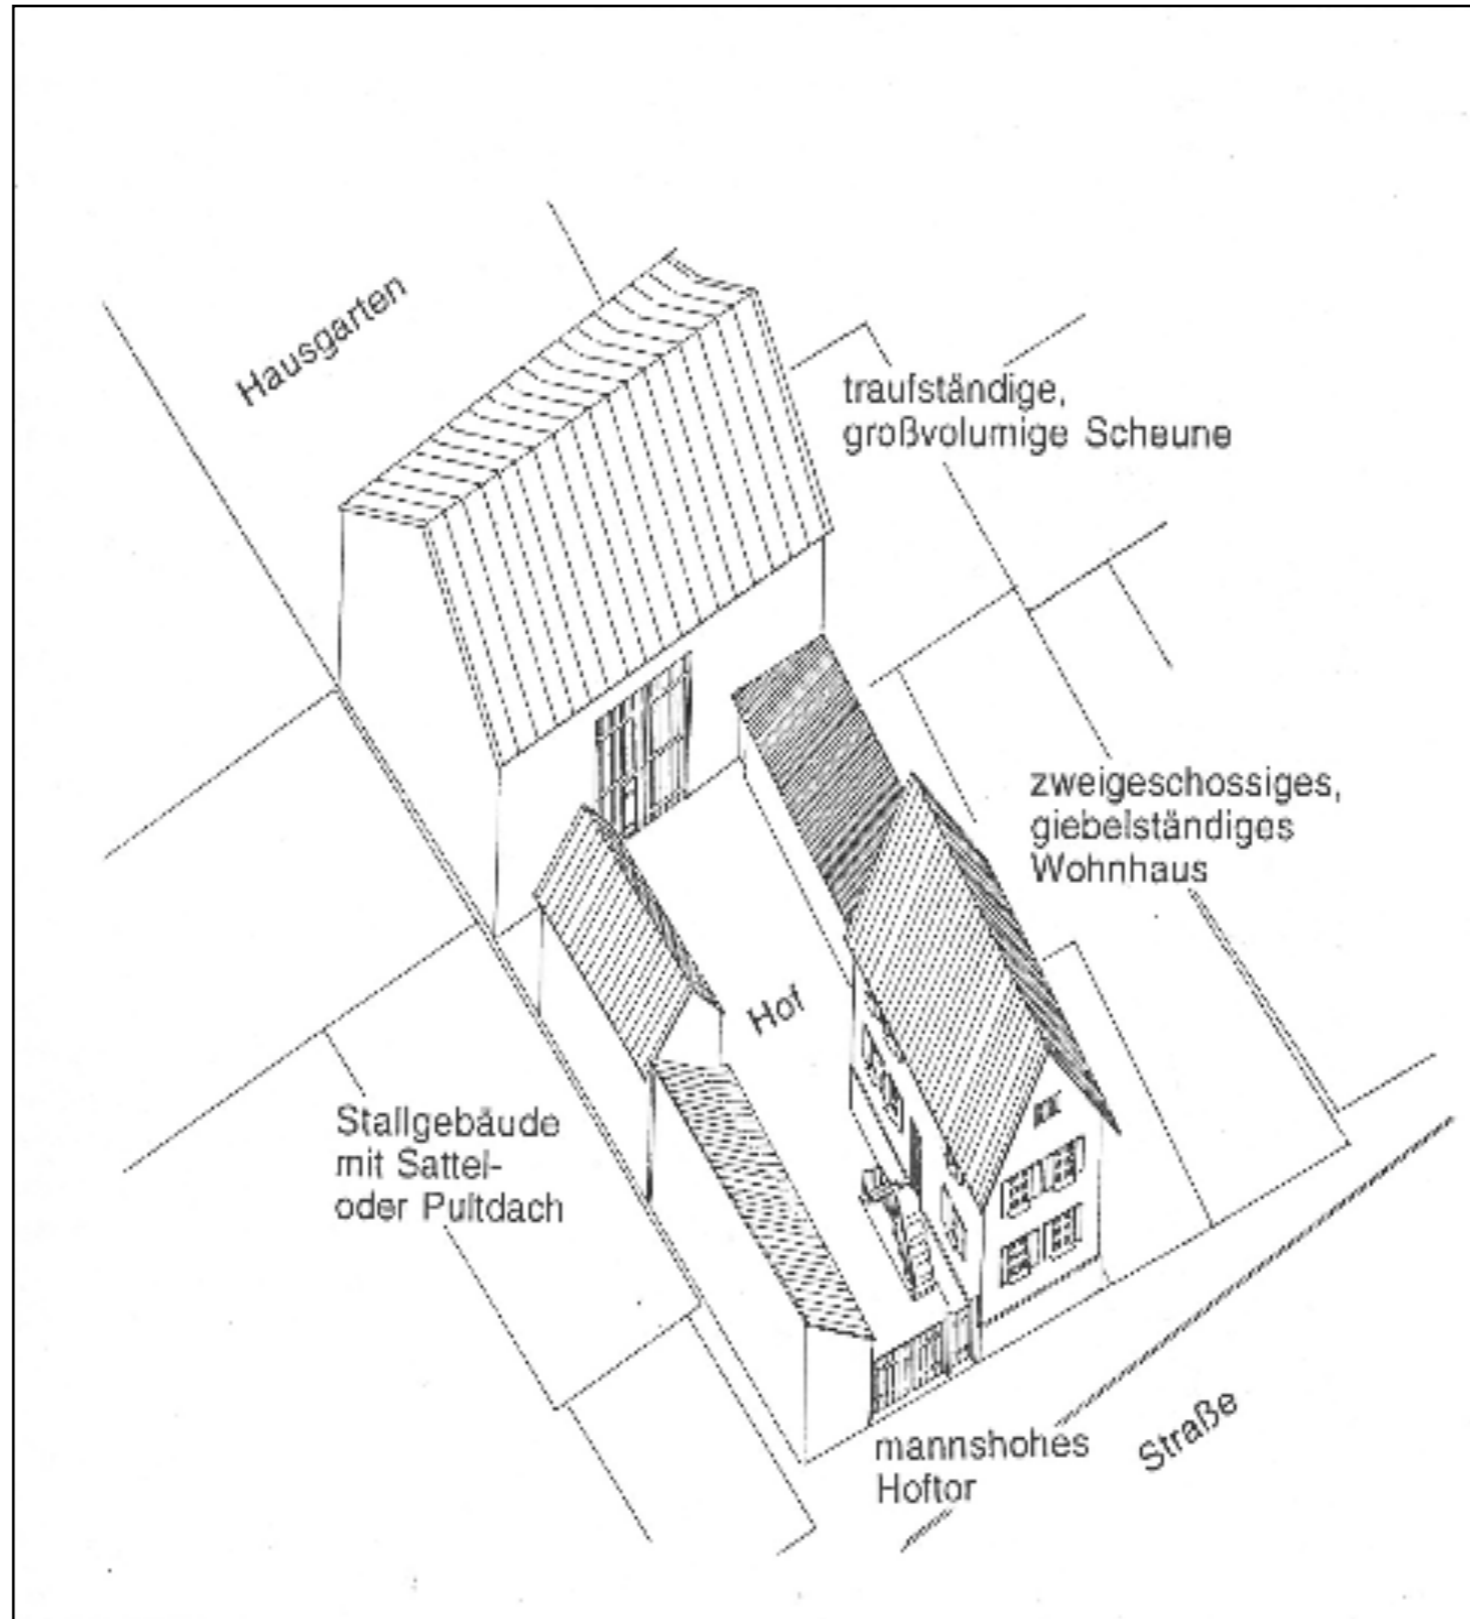 Hausgarten
traufständige,
großvolumige Scheune
zweigeschossiges,
giebelständiges
Wohnhaus
Hof
Stallgebäude
mit Sattel-
oder Pultdach
mannshohes
Hoftor
Straße